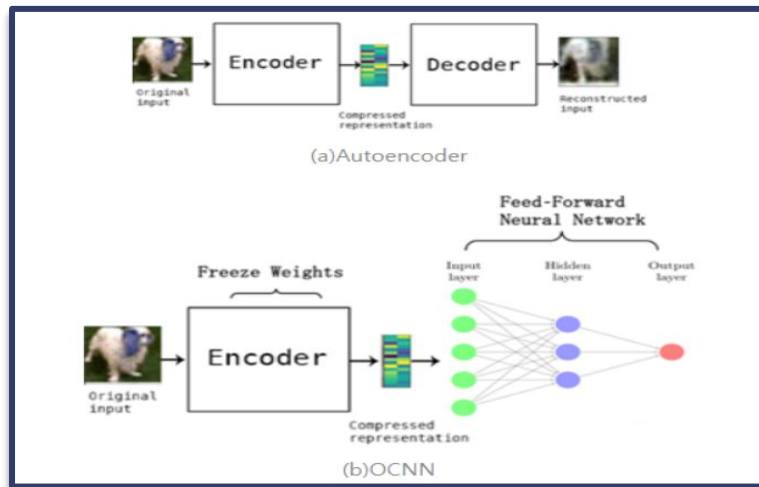 Encoder
Decoder
Original
input
Compressed
representation
Reconstructed
input
(a)Autoencoder
Feed-Forward
Neural Network
Freeze Weights
Input
layer
Hidden
layer
Output
layer
Encoder
Original
input
Compressed
representation
(b)OCNN